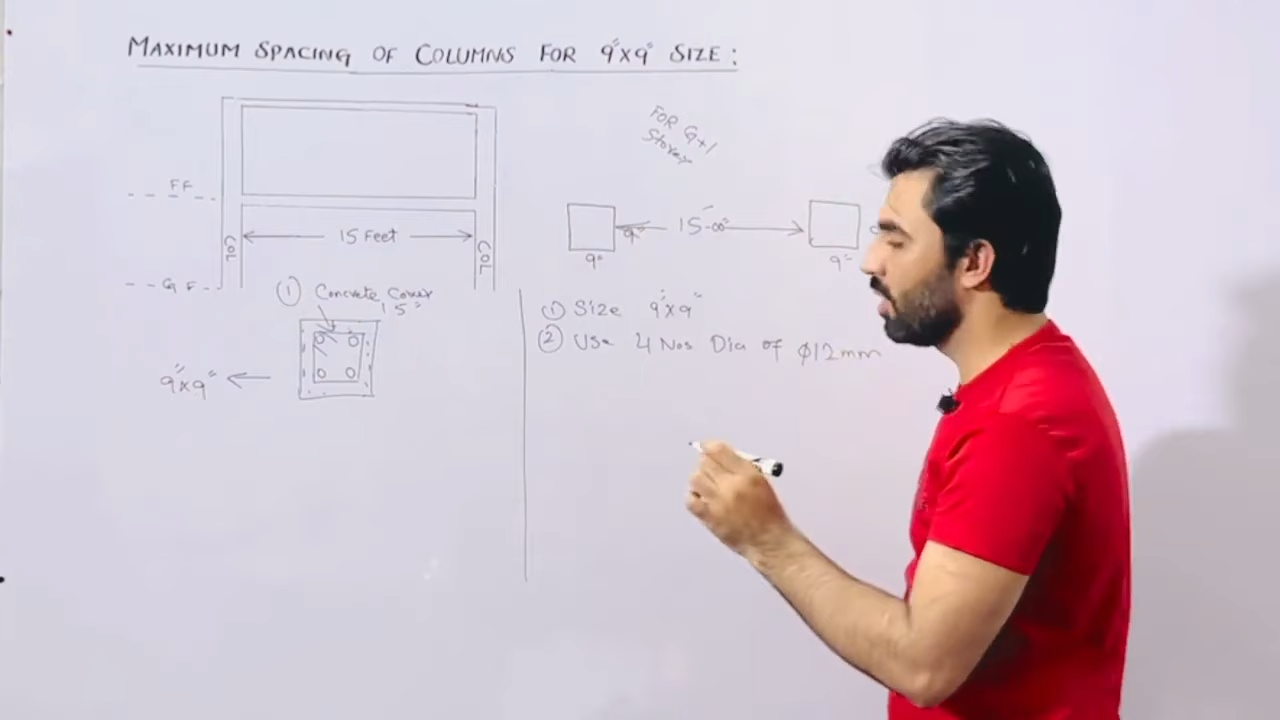 MAXIMUM SPACING OF COLUMNS FOR 9"x9" SIZE:
FOR G+1
Storey
FF
15 Feet
COL
COL
GF
① Concrete Cover
1 5"
9"x9"
15'-00"
9"
9"
9"
① Size 9"x9"
② Use 4 Nos Dia of φ12mm